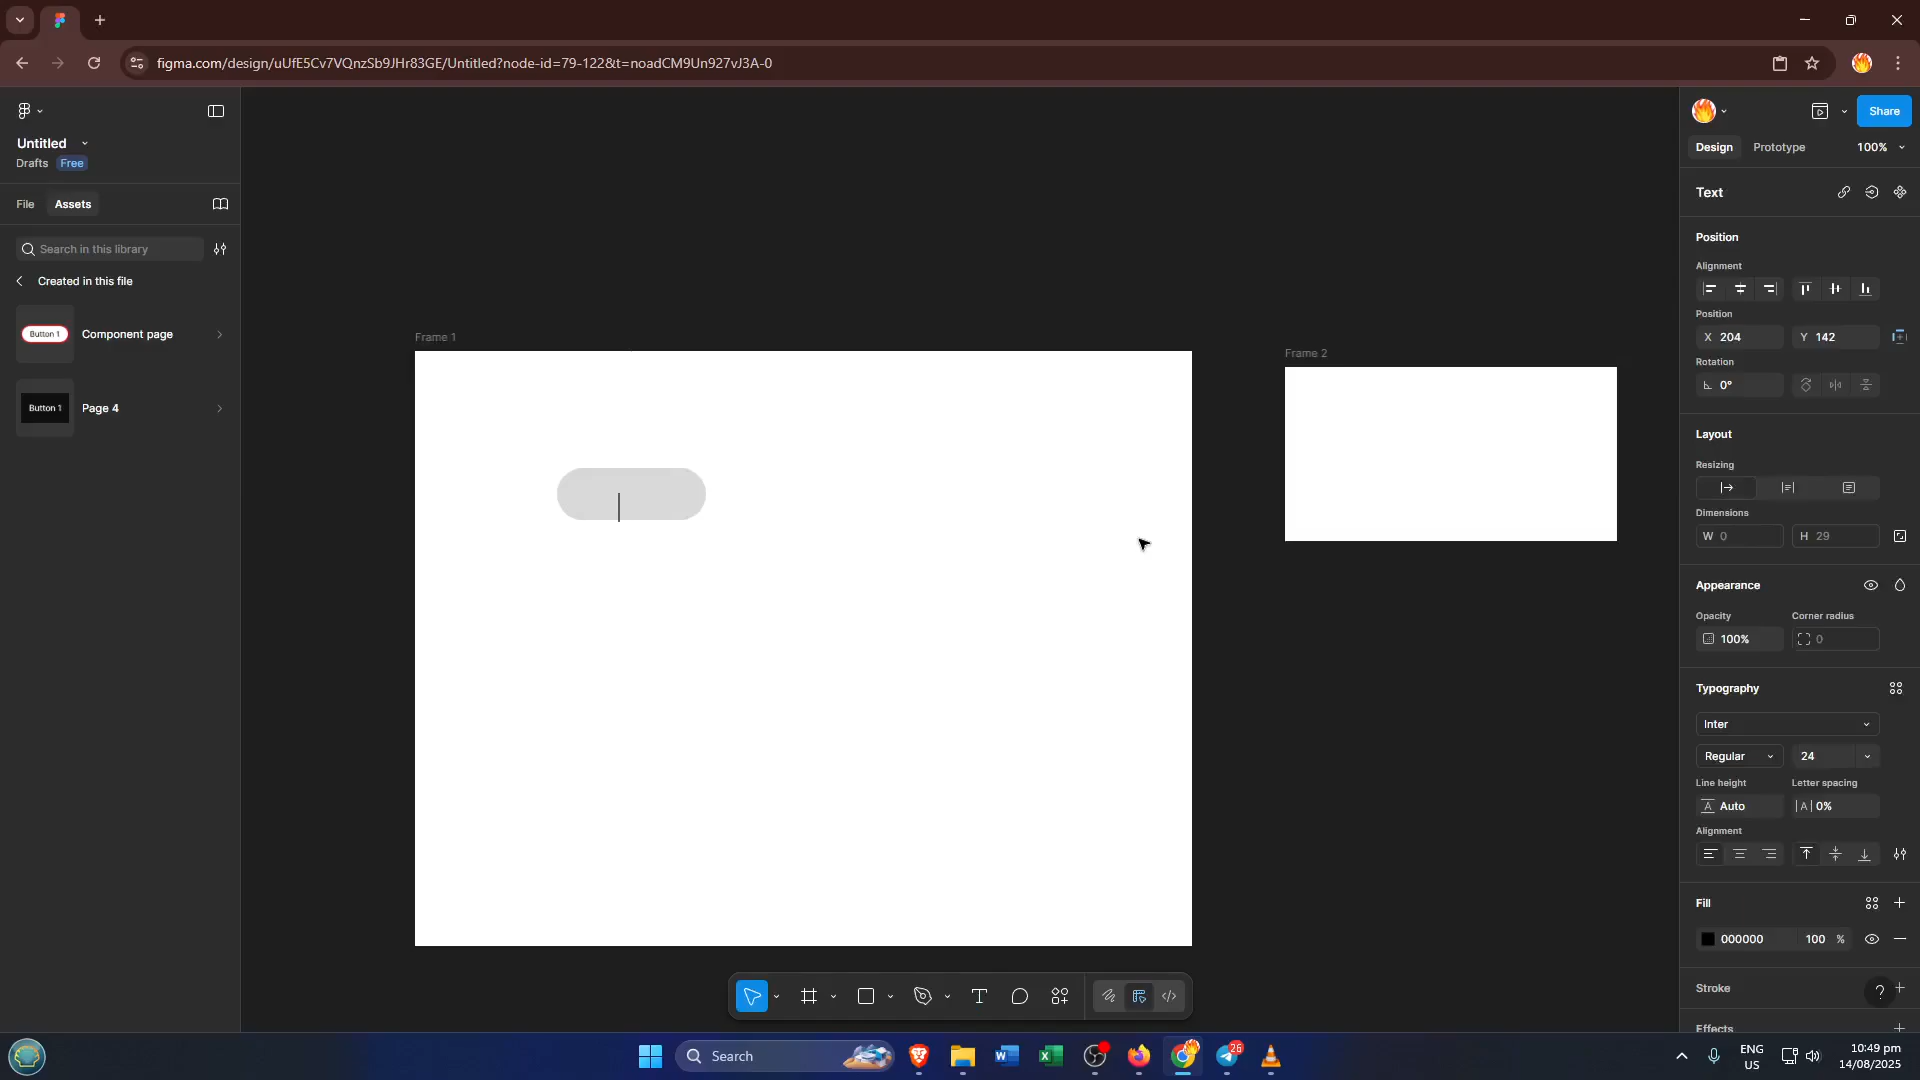 figma.com/design/uUfE5Cv7VQnzSb9JHr83GE/Untitled?node-id=79-122&t=noadCM9Un927vJ3A-0
Untitled
Drafts Free
File Assets
Search in this library
Created in this file
Button 1 Component page
Button 1 Page 4
Frame 1
Frame 2
Share
Design Prototype 100%
Text
Position
Alignment
Position
X 204 Y 142
Rotation
0°
Layout
Resizing
Dimensions
W 0 H 29
Appearance
Opacity Corner radius
100% 0
Typography
Inter
Regular 24
Line height Letter spacing
A Auto |A| 0%
Alignment
Fill
000000 100 %
Stroke
?
Effects
T
Search
26
ENG
US
10:49 pm
14/08/2025